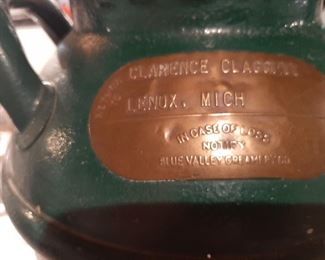 CLARENCE
LENOX, MICH
IN CASE OF LOSS
NOTIFY
BLUE VALLEY CREAMERY CO.